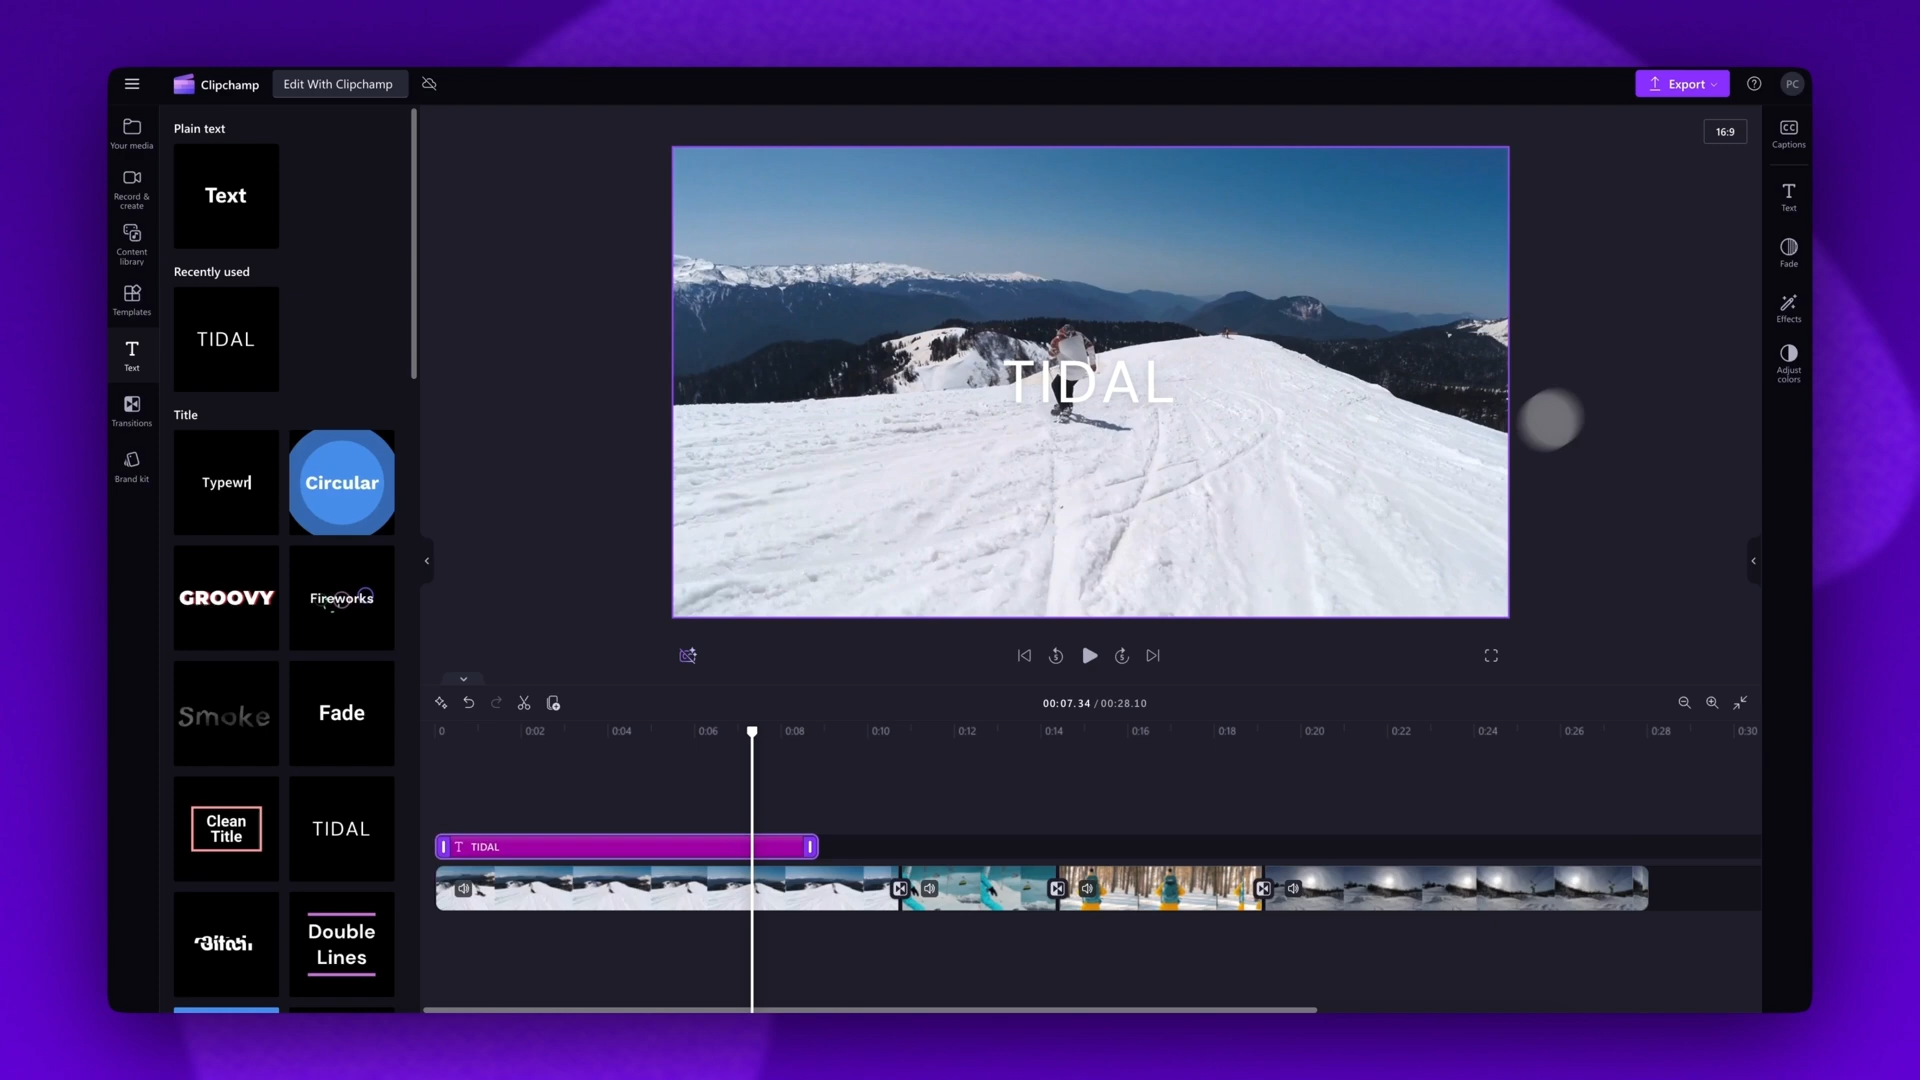 Clipchamp
Edit With Clipchamp
Export
PC
Your media
Record &
create
Content
library
Templates
Text
Transitions
Brand kit
Plain text
Text
Recently used
TIDAL
Title
Typewr
Circular
GROOVY
Fireworks
Smoke
Fade
Clean
Title
TIDAL
Glitch
Double
Lines
16:9
TIDAL
CC
Captions
Text
Fade
Effects
Adjust
colors
5
5
00:07.34 / 00:28.10
0
0:02
0:04
0:06
0:08
0:10
0:12
0:14
0:16
0:18
0:20
0:22
0:24
0:26
0:28
0:30
T TIDAL